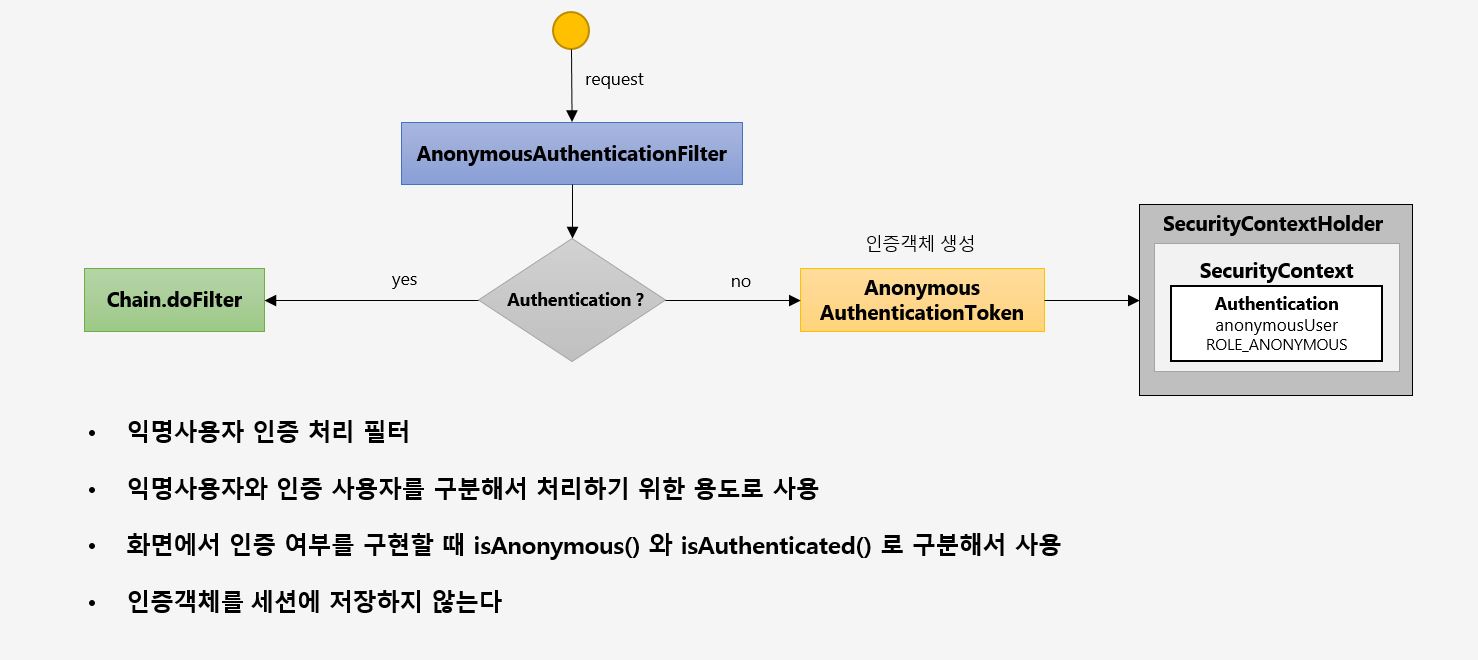 request
AnonymousAuthenticationFilter
SecurityContextHolder
인증객체 생성
SecurityContext
yes
no
Chain.doFilter
Authentication ?
Anonymous
AuthenticationToken
Authentication
anonymousUser
ROLE_ANONYMOUS
• 익명사용자 인증 처리 필터
• 익명사용자와 인증 사용자를 구분해서 처리하기 위한 용도로 사용
• 화면에서 인증 여부를 구현할 때 isAnonymous() 와 isAuthenticated() 로 구분해서 사용
• 인증객체를 세션에 저장하지 않는다